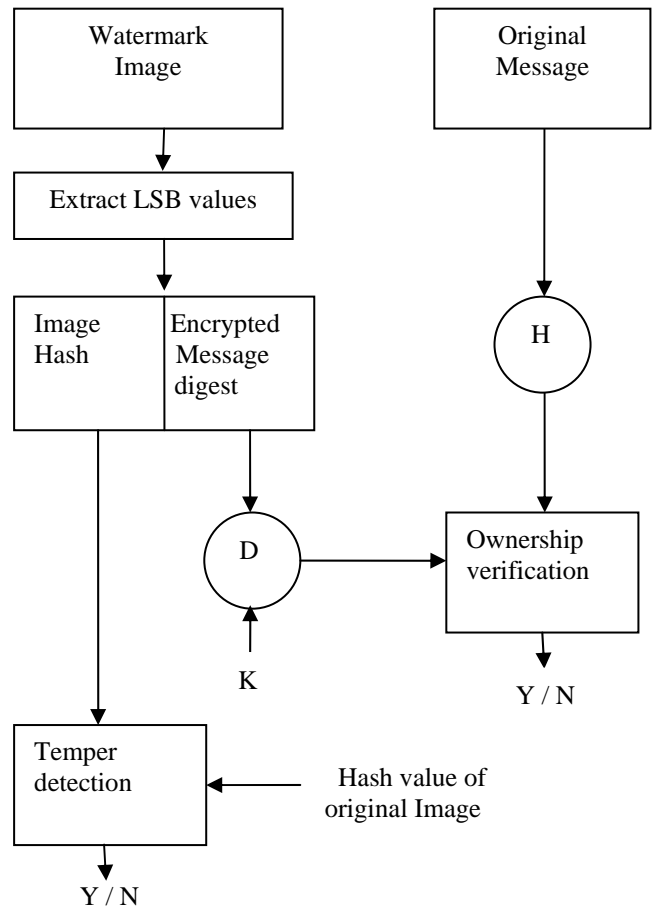 Watermark
Image
Original
Message
Extract LSB values
Image
Hash
Encrypted
Message
digest
H
D
Ownership
verification
K
Y / N
Temper
detection
Hash value of
original Image
Y / N